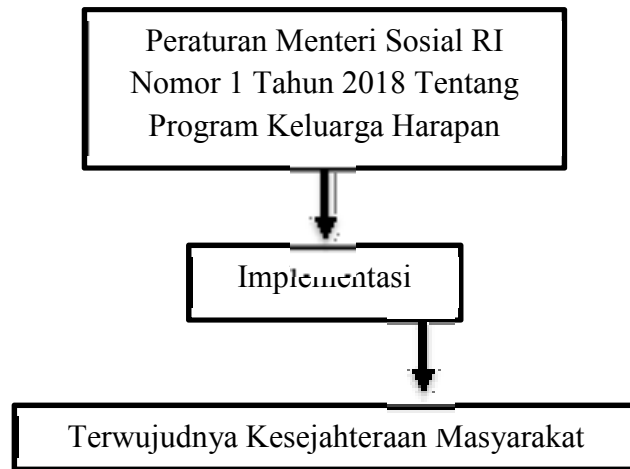 Peraturan Menteri Sosial RI
Nomor 1 Tahun 2018 Tentang
Program Keluarga Harapan
Implementasi
Terwujudnya Kesejahteraan Masyarakat